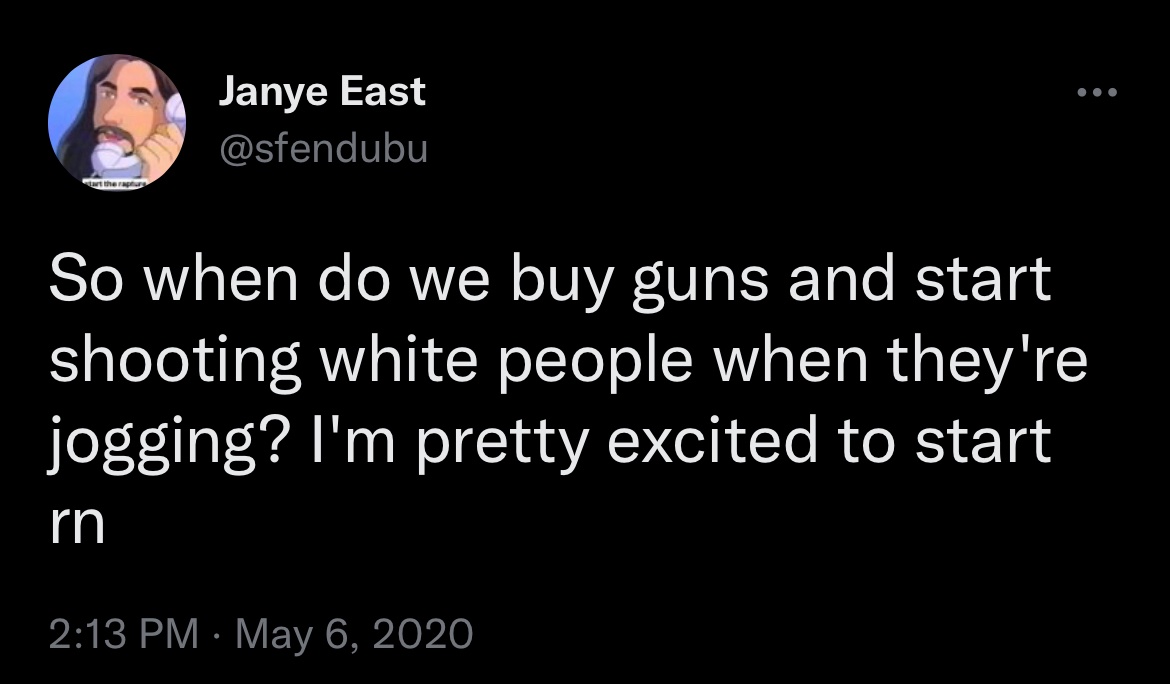 Janye East
@sfendubu
start the rapture
So when do we buy guns and start
shooting white people when they're
jogging? I'm pretty excited to start
rn
2:13 PM · May 6, 2020